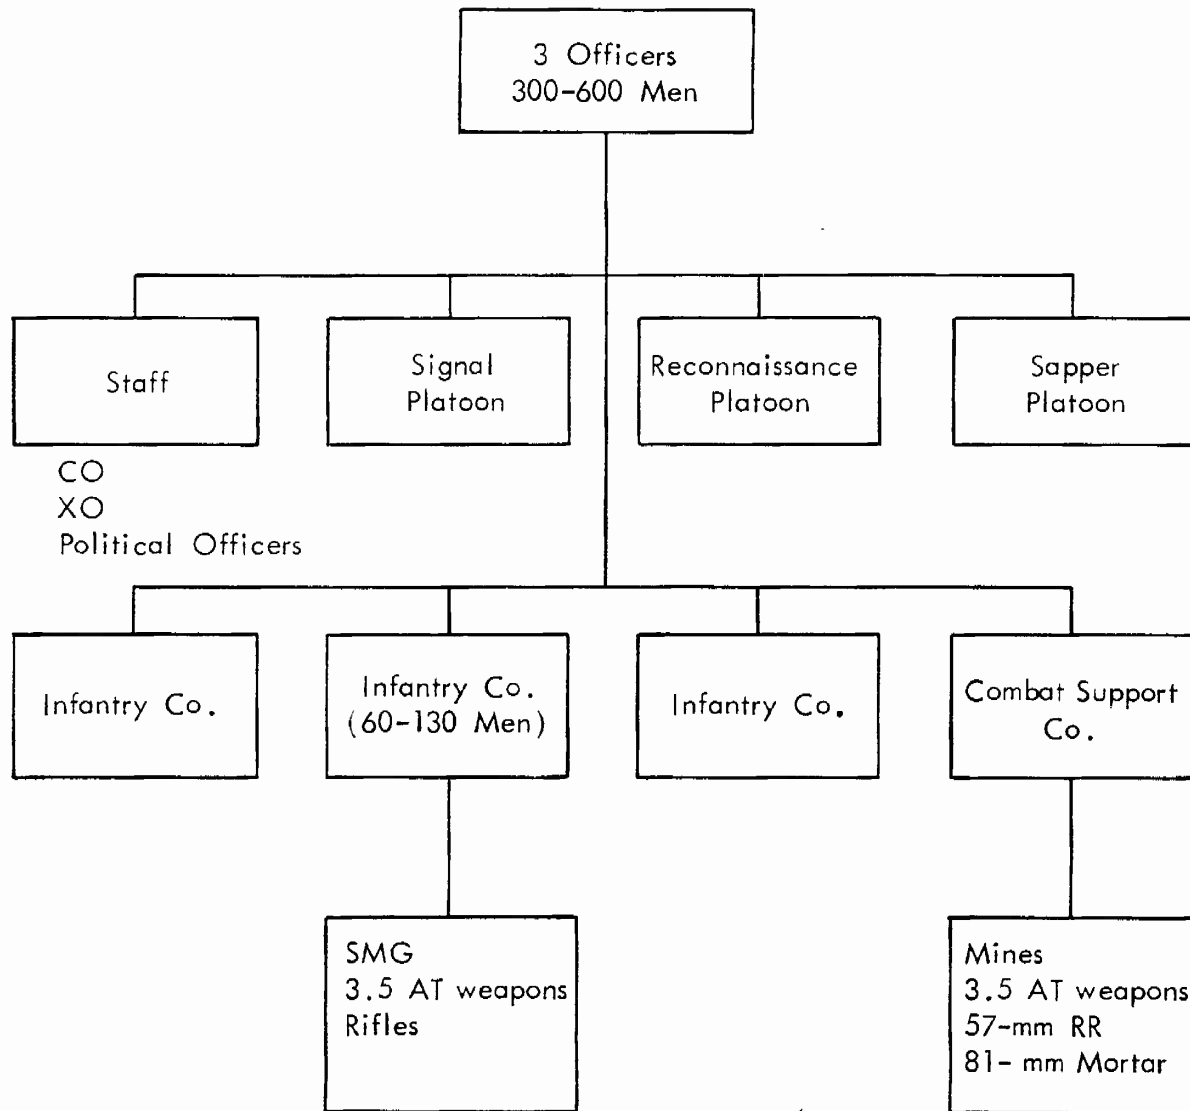 3 Officers
300-600 Men
Staff
Signal
Platoon
Reconnaissance
Platoon
Sapper
Platoon
CO
XO
Political Officers
Infantry Co.
Infantry Co.
(60-130 Men)
Infantry Co.
Combat Support
Co.
SMG
3.5 AT weapons
Rifles
Mines
3.5 AT weapons
57-mm RR
81- mm Mortar